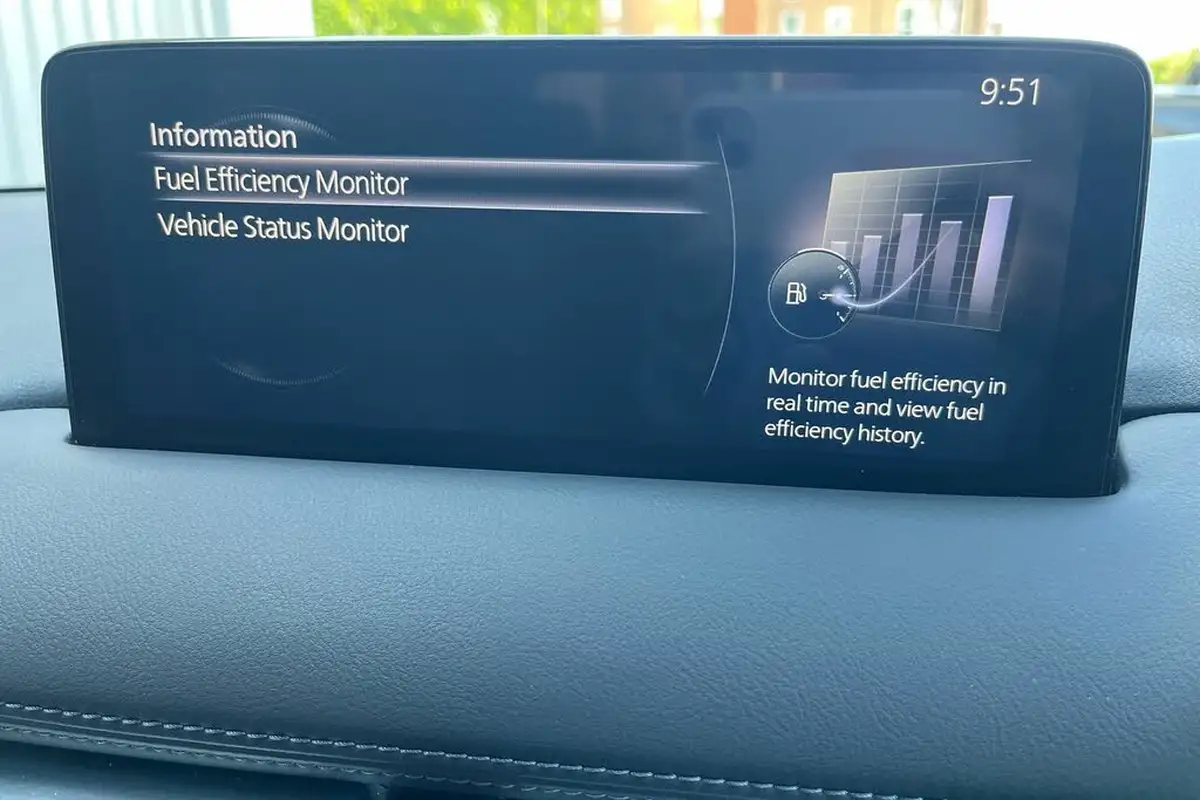 9:51
Information
Fuel Efficiency Monitor
Vehicle Status Monitor
Monitor fuel efficiency in
real time and view fuel
efficiency history.